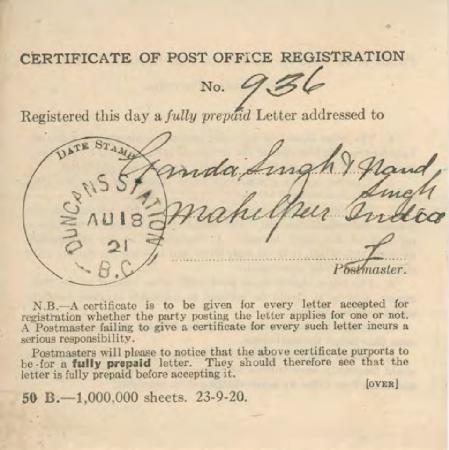 CERTIFICATE OF POST OFFICE REGISTRATION
No. 936
Registered this day a fully prepaid Letter addressed to
DATE STAMP
DUNCANS STATION
AU 18
21
B.C
Ganda Singh & Nand
Singh
Mahilpur India
Postmaster.
N.B.—A certificate is to be given for every letter accepted for
registration whether the party posting the letter applies for one or not.
A Postmaster failing to give a certificate for every such letter incurs a
serious responsibility.
Postmasters will please to notice that the above certificate purports to
be for a fully prepaid letter. They should therefore see that the
letter is fully prepaid before accepting it.
[OVER]
50 B.—1,000,000 sheets. 23-9-20.